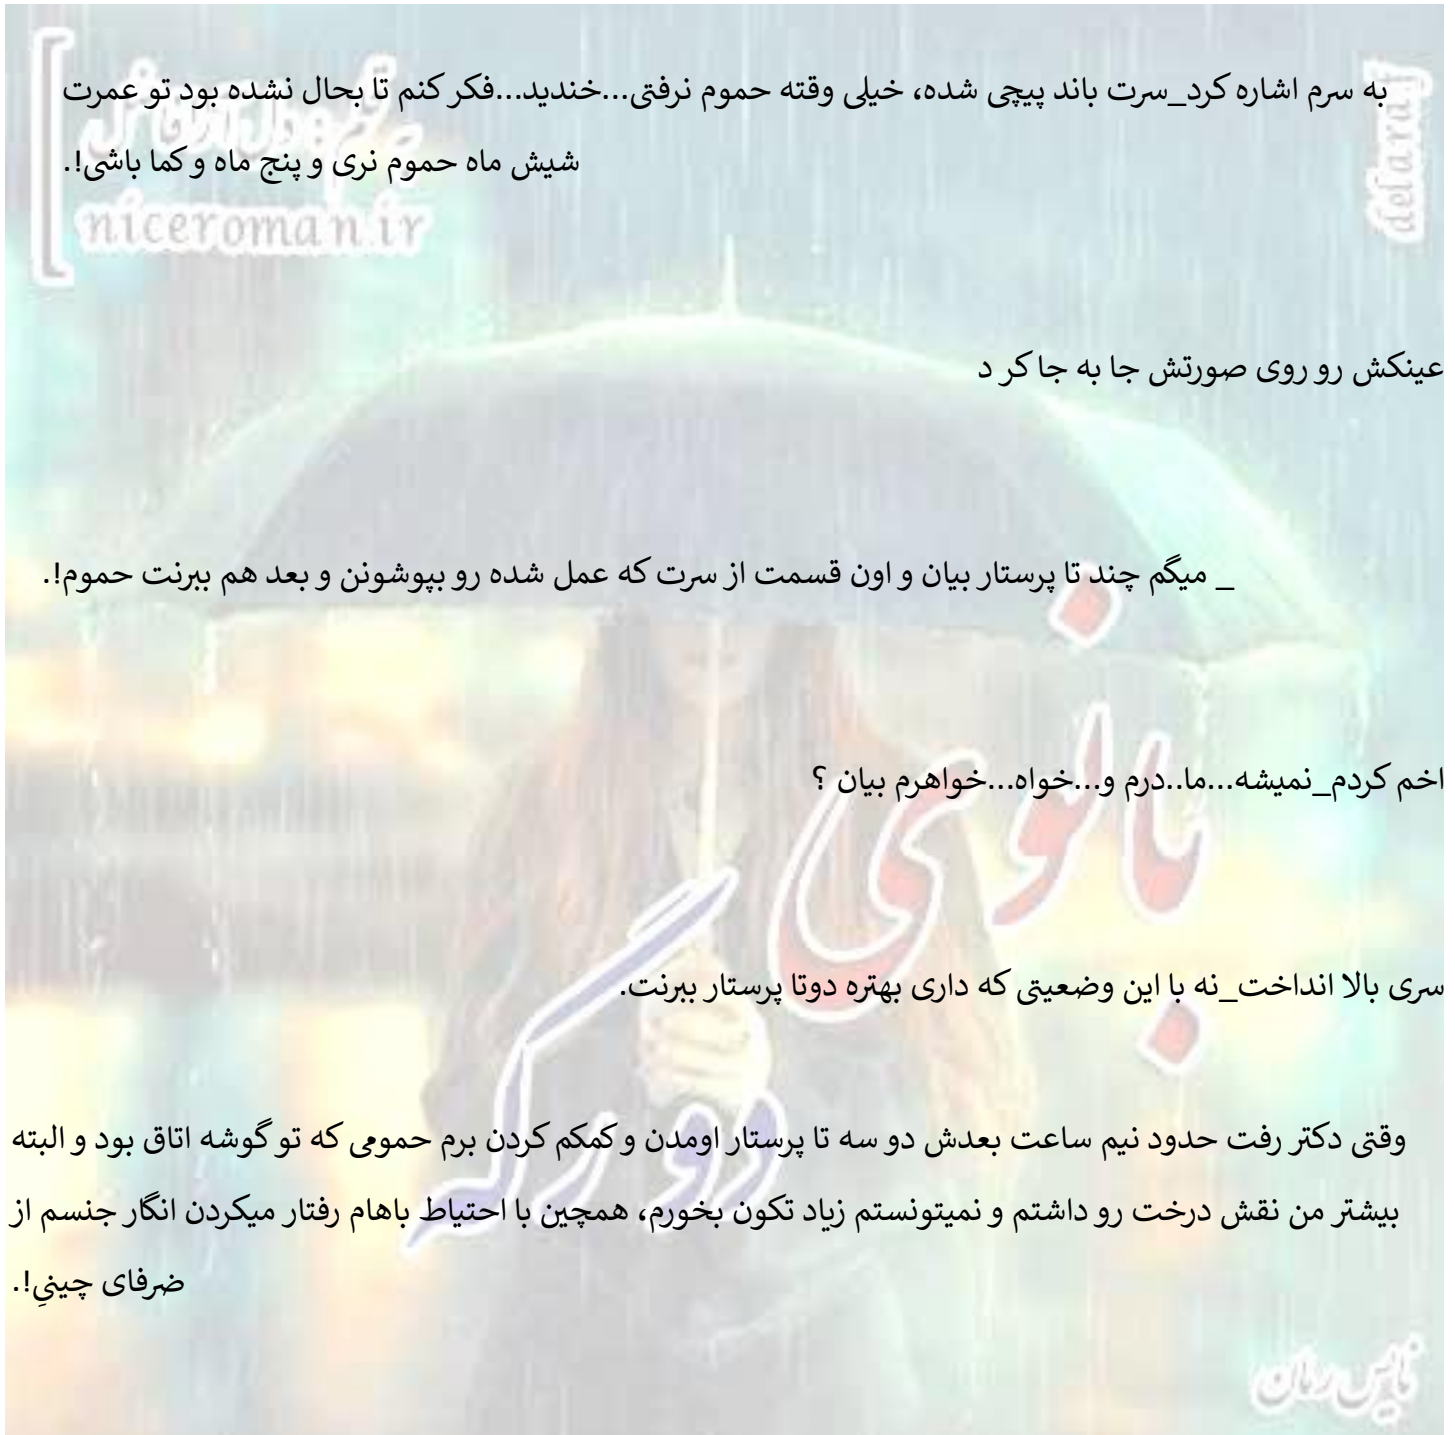 به سرم اشاره کرد_سرت باند پیچی شده، خیلی وقته حموم نرفتی...خندید...فکر کنم تا بحال نشده بود تو عمرت
شیش ماه حموم نری و پنج ماه و کما باشی!.
niceroman.ir
delaraj
عینکش رو روی صورتش جا به جا کر د
_ میگم چند تا پرستار بیان و اون قسمت از سرت که عمل شده رو بپوشونن و بعد هم ببرنت حموم!.
اخم کردم_نمیشه...ما..درم و...خواه...خواهرم بیان ؟
بانوی
سری بالا انداخت_نه با این وضعیتی که داری بهتره دوتا پرستار ببرنت.
دو رگه
وقتی دکتر رفت حدود نیم ساعت بعدش دو سه تا پرستار اومدن و کمکم کردن برم حمومی که تو گوشه اتاق بود و البته
بیشتر من نقش درخت رو داشتم و نمیتونستم زیاد تکون بخورم، همچین با احتیاط باهام رفتار میکردن انگار جنسم از
ضرفای چینیِ!.
نایس رمان